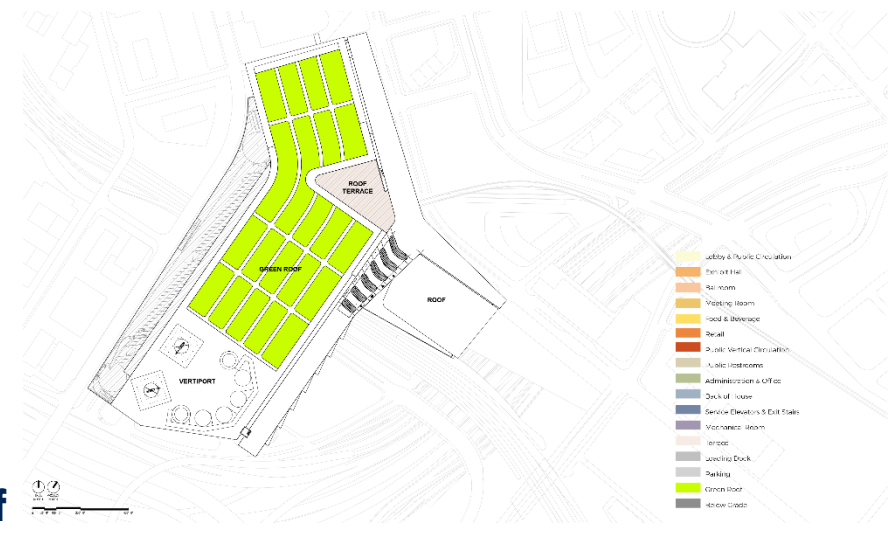 ROOF
TERRACE
GREEN ROOF
ROOF
VERTIPORT
Lobby & Public Circulation
Exhibit Hall
Ballroom
Meeting Room
Food & Beverage
Retail
Public Vertical Circulation
Public Restrooms
Administration & Office
Back of House
Service Elevators & Exit Stairs
Mechanical Room
Terrace
Loading Dock
Parking
Green Roof
Below Grade
f